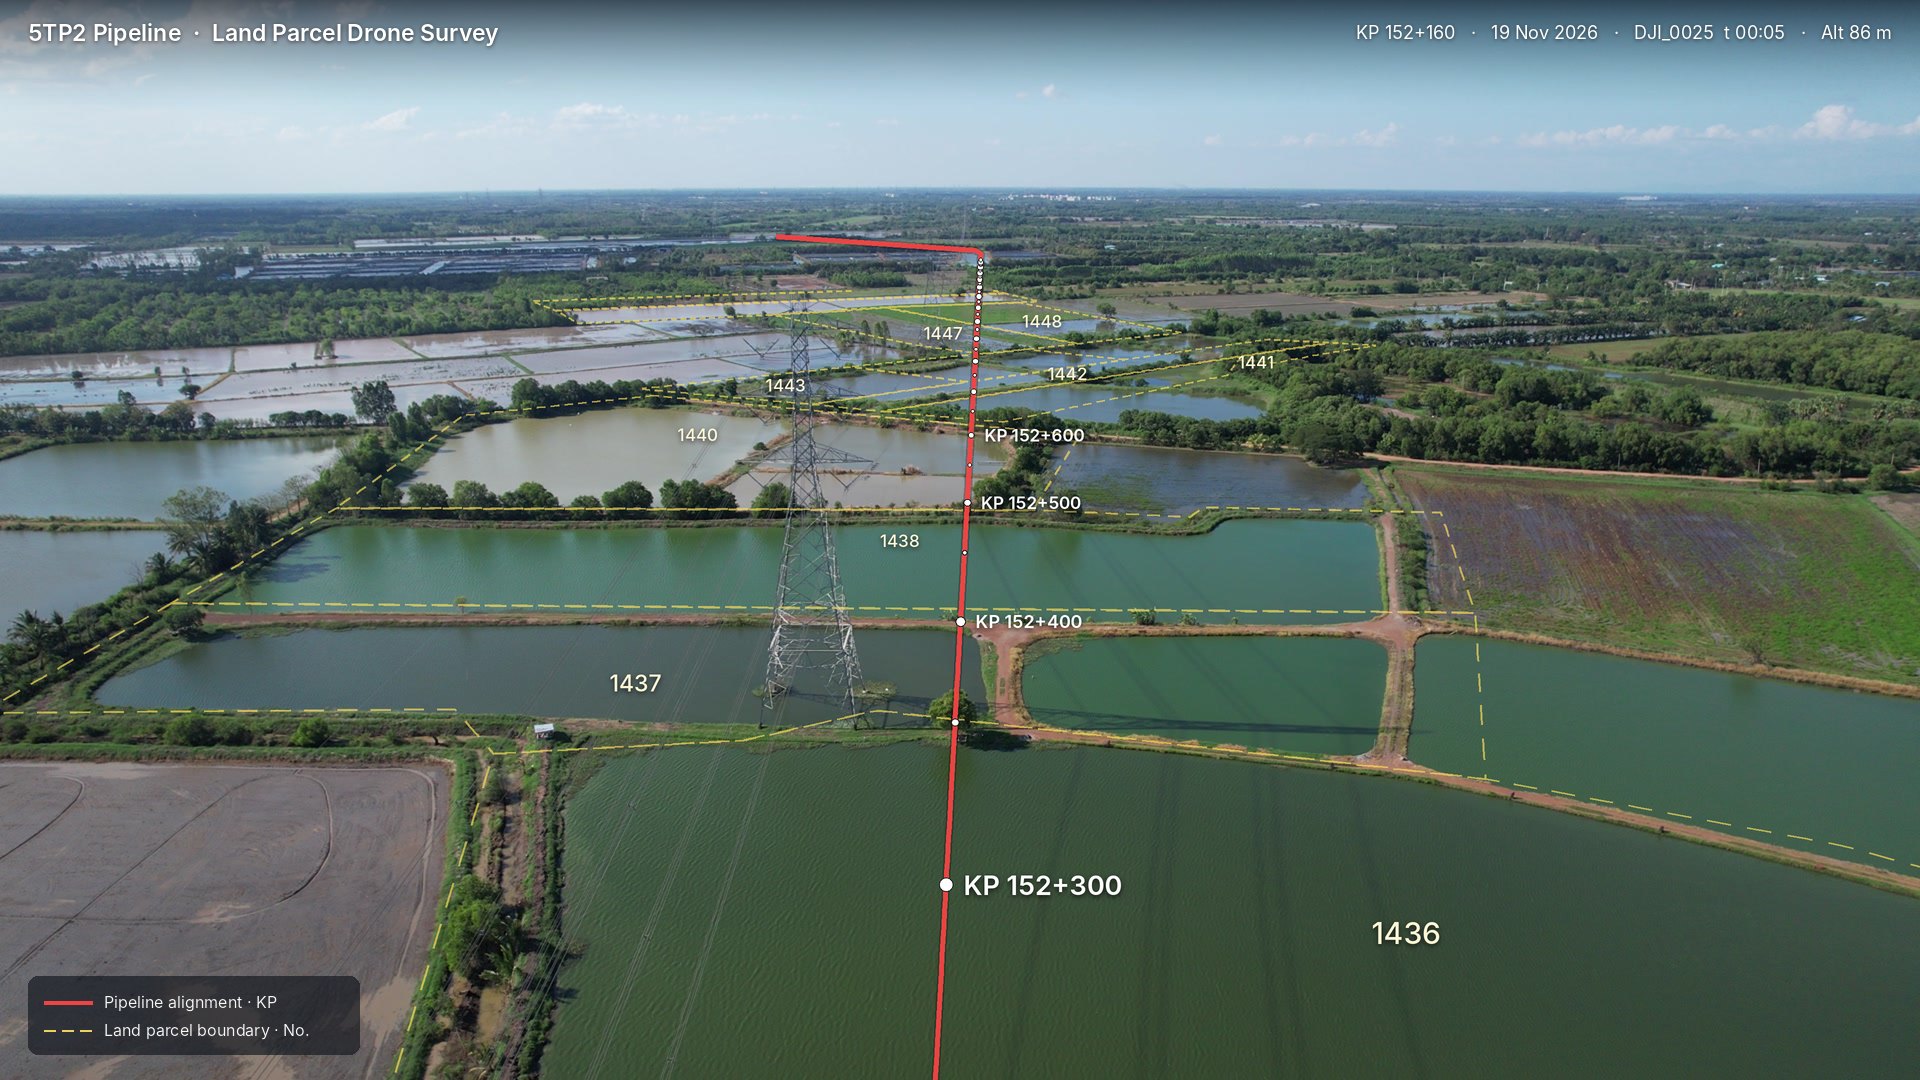 5TP2 Pipeline · Land Parcel Drone Survey
KP 152+160 · 19 Nov 2026 · DJI_0025 t 00:05 · Alt 86 m
1448
1447
1441
1442
1443
1440
KP 152+600
KP 152+500
1438
KP 152+400
1437
KP 152+300
1436
Pipeline alignment · KP
Land parcel boundary · No.